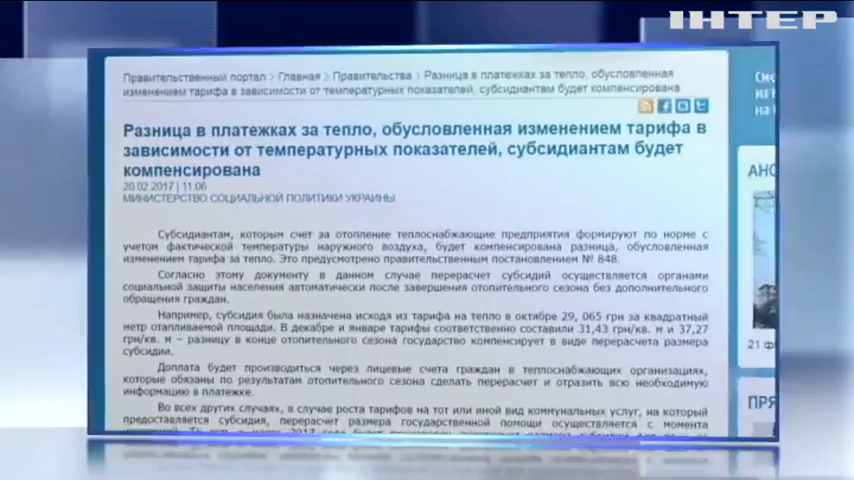 ІНТЕР
Правительственный портал > Главная > Правительства > Разница в платежках за тепло, обусловленная
изменением тарифа в зависимости от температурных показателей, субсидиантам будет компенсирована
Разница в платежках за тепло, обусловленная изменением тарифа в
зависимости от температурных показателей, субсидиантам будет
компенсирована
20.02.2017 | 11:06
МИНИСТЕРСТВО СОЦИАЛЬНОЙ ПОЛИТИКИ УКРАИНЫ
Субсидиантам, которым счет за отопление теплоснабжающие предприятия формируют по норме с
учетом фактической температуры наружного воздуха, будет компенсирована разница, обусловленная
изменением тарифа за тепло. Это предусмотрено правительственным постановлением № 848.
Согласно этому документу в данном случае перерасчет субсидий осуществляется органами
социальной защиты населения автоматически после завершения отопительного сезона без дополнительного
обращения граждан.
Например, субсидия была назначена исходя из тарифа на тепло в октябре 29, 065 грн за квадратный
метр отапливаемой площади. В декабре и январе тарифы соответственно составили 31,43 грн/кв. м и 37,27
грн/кв. м – разницу в конце отопительного сезона государство компенсирует в виде перерасчета размера
субсидии.
Доплата будет производиться через лицевые счета граждан в теплоснабжающих организациях,
которые обязаны по результатам отопительного сезона сделать перерасчет и отразить всю необходимую
информацию в платежке.
Во всех других случаях, в случае роста тарифов на тот или иной вид коммунальных услуг, на который
предоставляется субсидия, перерасчет размера государственной помощи осуществляется с момента
на
АНО
21 ф
ПРЯ